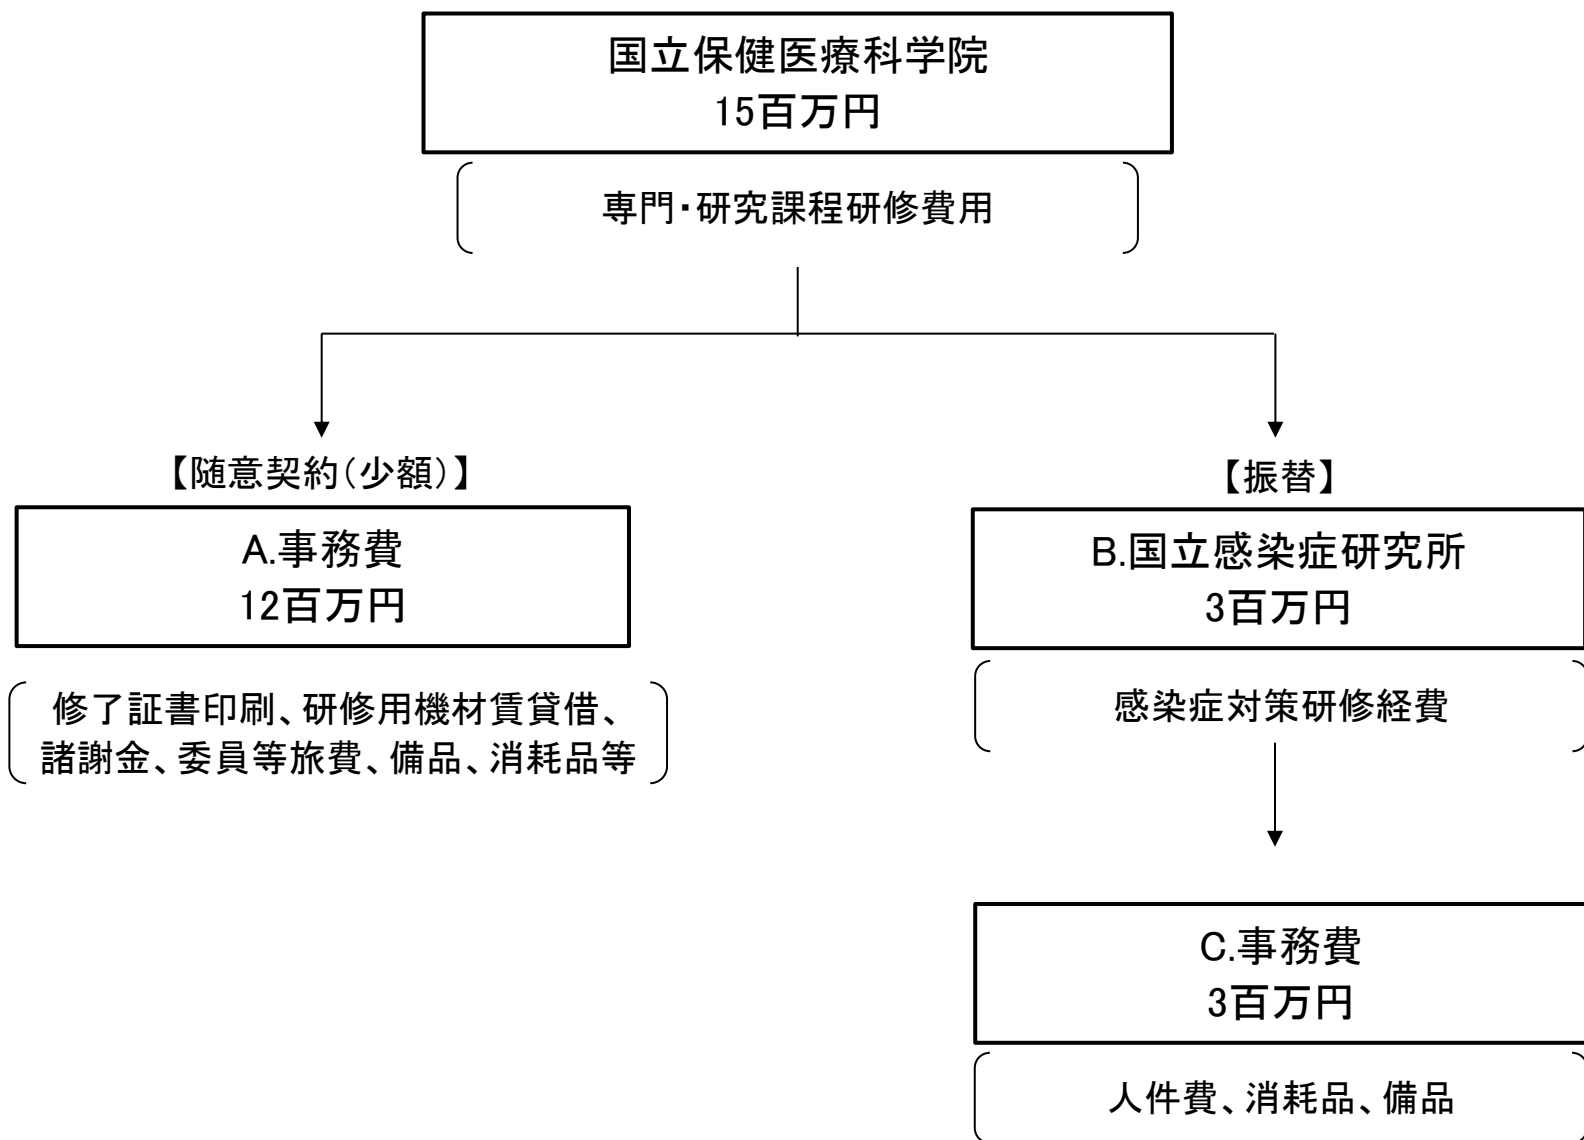 国立保健医療科学院
15百万円
専門・研究課程研修費用
【随意契約（少額）】
A.事務費
12百万円
修了証書印刷、研修用機材賃貸借、
諸謝金、委員等旅費、備品、消耗品等
【振替】
B.国立感染症研究所
3百万円
感染症対策研修経費
C.事務費
3百万円
人件費、消耗品、備品